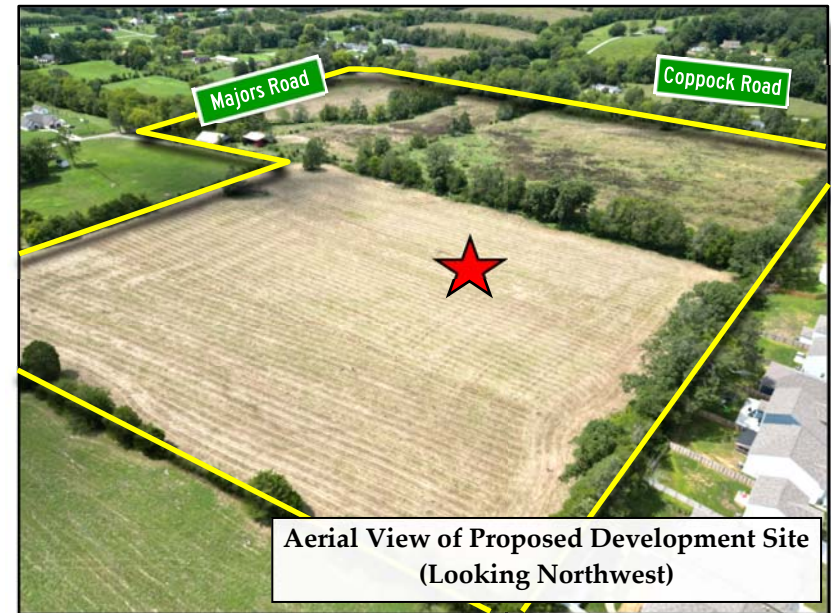 Majors Road
Coppock Road
Aerial View of Proposed Development Site
(Looking Northwest)